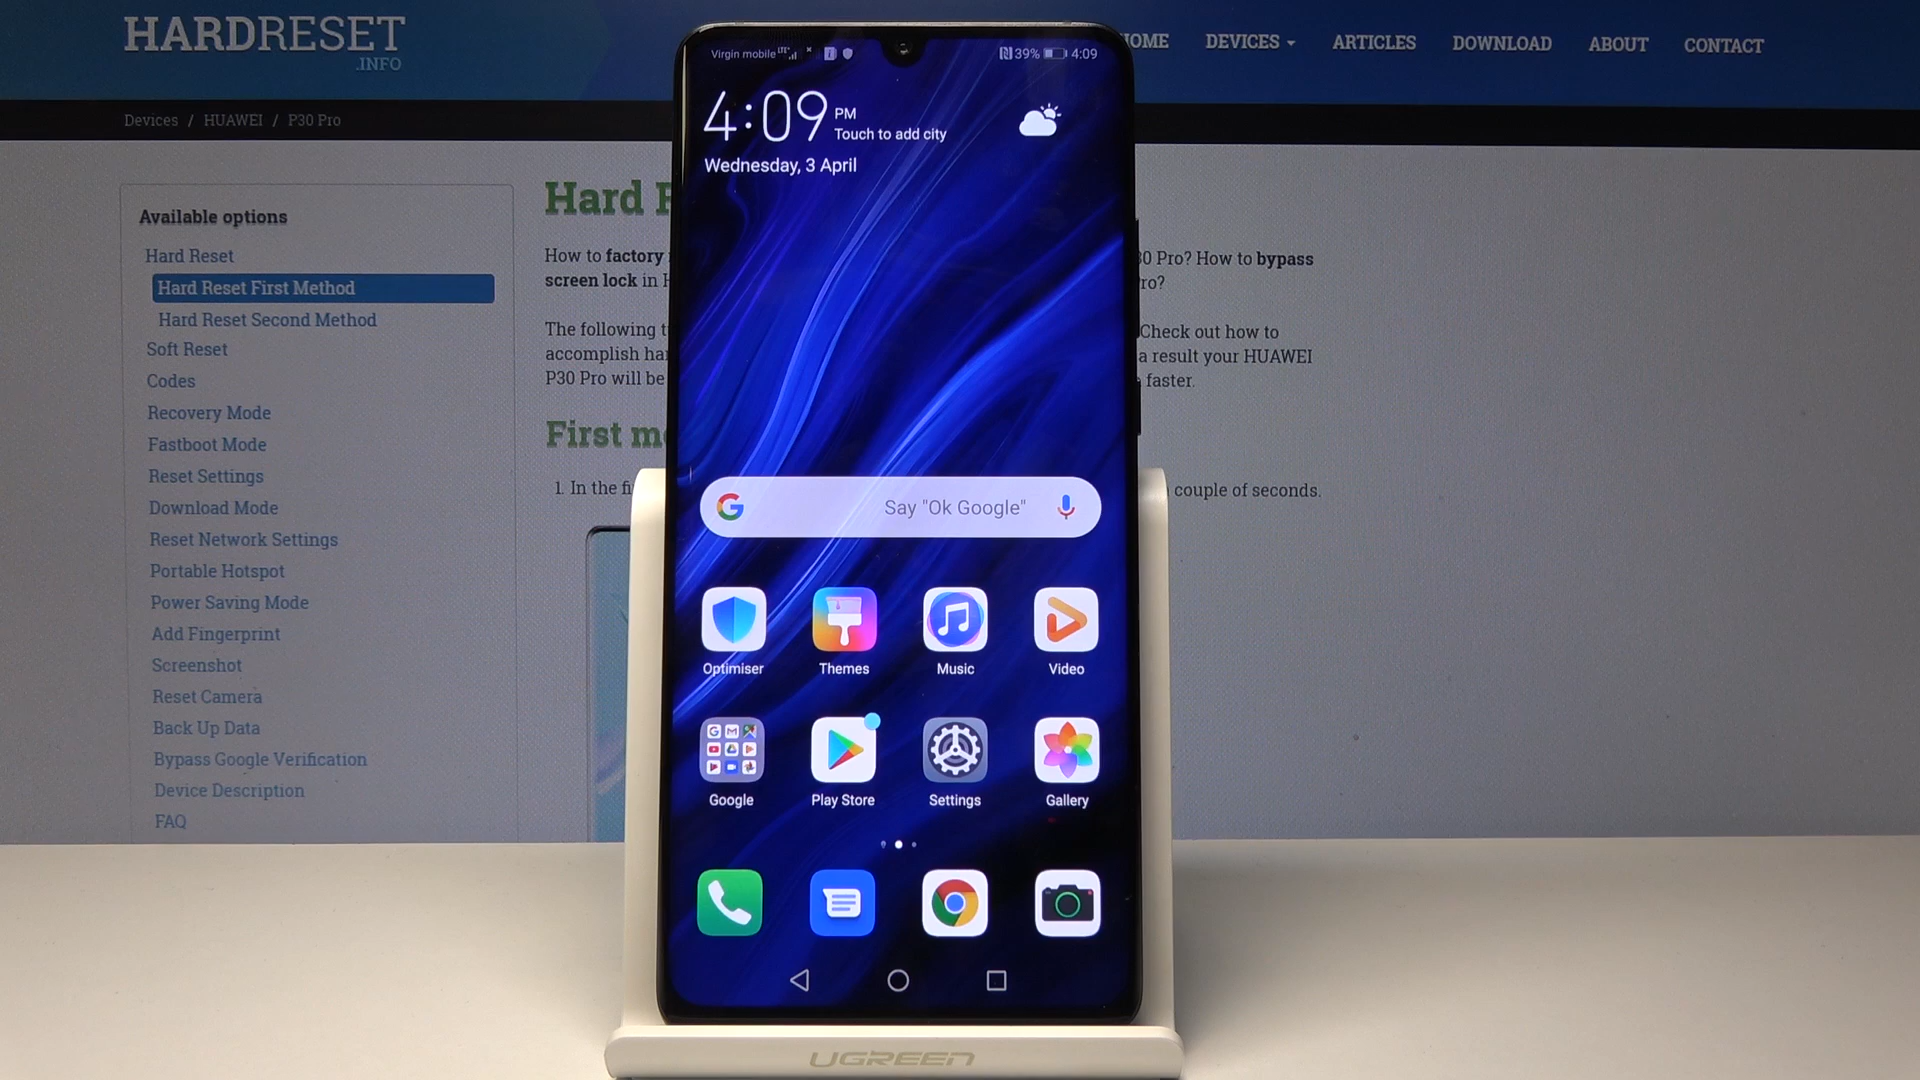 HARDRESET
.INFO
HOME
DEVICES
ARTICLES
DOWNLOAD
ABOUT
CONTACT
Devices / HUAWEI / P30 Pro
Available options
Hard Reset
Hard Reset First Method
Hard Reset Second Method
Soft Reset
Codes
Recovery Mode
Fastboot Mode
Reset Settings
Download Mode
Reset Network Settings
Portable Hotspot
Power Saving Mode
Add Fingerprint
Screenshot
Reset Camera
Back Up Data
Bypass Google Verification
Device Description
FAQ
Hard
How to factory
30 Pro? How to bypass
screen lock in
ro?
The following
Check out how to
accomplish
a result your HUAWEI
P30 Pro will be
faster.
First
1. In the
couple of seconds.
Virgin mobile
39%
4:09
4:09 PM
Touch to add city
Wednesday, 3 April
Say "Ok Google"
Optimiser
Themes
Music
Video
Google
Play Store
Settings
Gallery
UGREEN